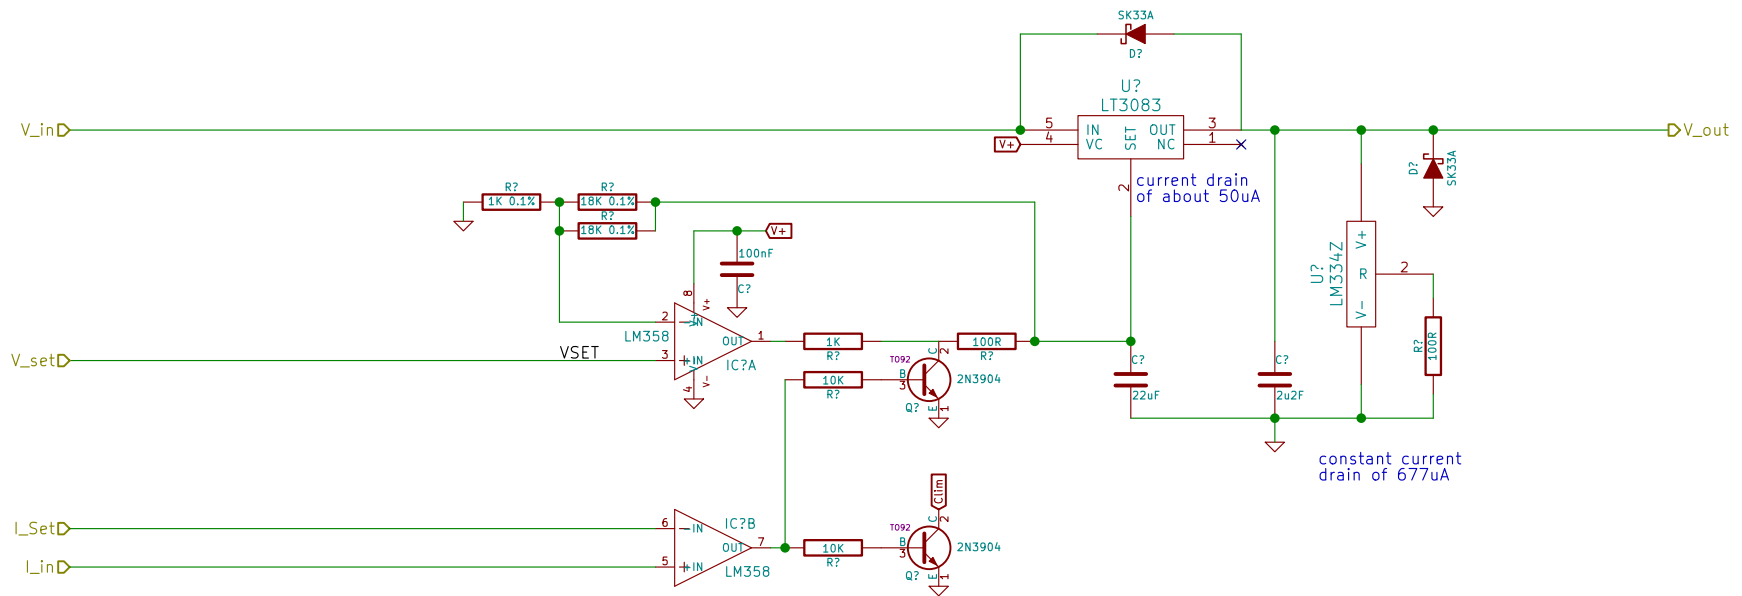 SK33A
D?
U?
LT3083
V_in
5
IN
OUT
3
V_out
V+
4
VC
SET
NC
1
2
current drain
of about 50uA
D?
SK33A
R?
R?
1K 0.1%
18K 0.1%
R?
18K 0.1%
V+
100nF
C?
8
V+
U?
LM334Z
V+
R
2
V-
R?
100R
LM358
2
-IN
V+
OUT
1
1K
R?
100R
R?
2
C
V_set
VSET
3
+IN
V-
IC?A
4
V-
TO92
B
3
2N3904
10K
R?
Q?
E
1
C?
22uF
C?
2u2F
constant current
drain of 677uA
Clim
I_Set
6
-IN
IC?B
OUT
7
I_in
5
+IN
LM358
10K
R?
TO92
B
3
C
2
2N3904
Q?
E
1